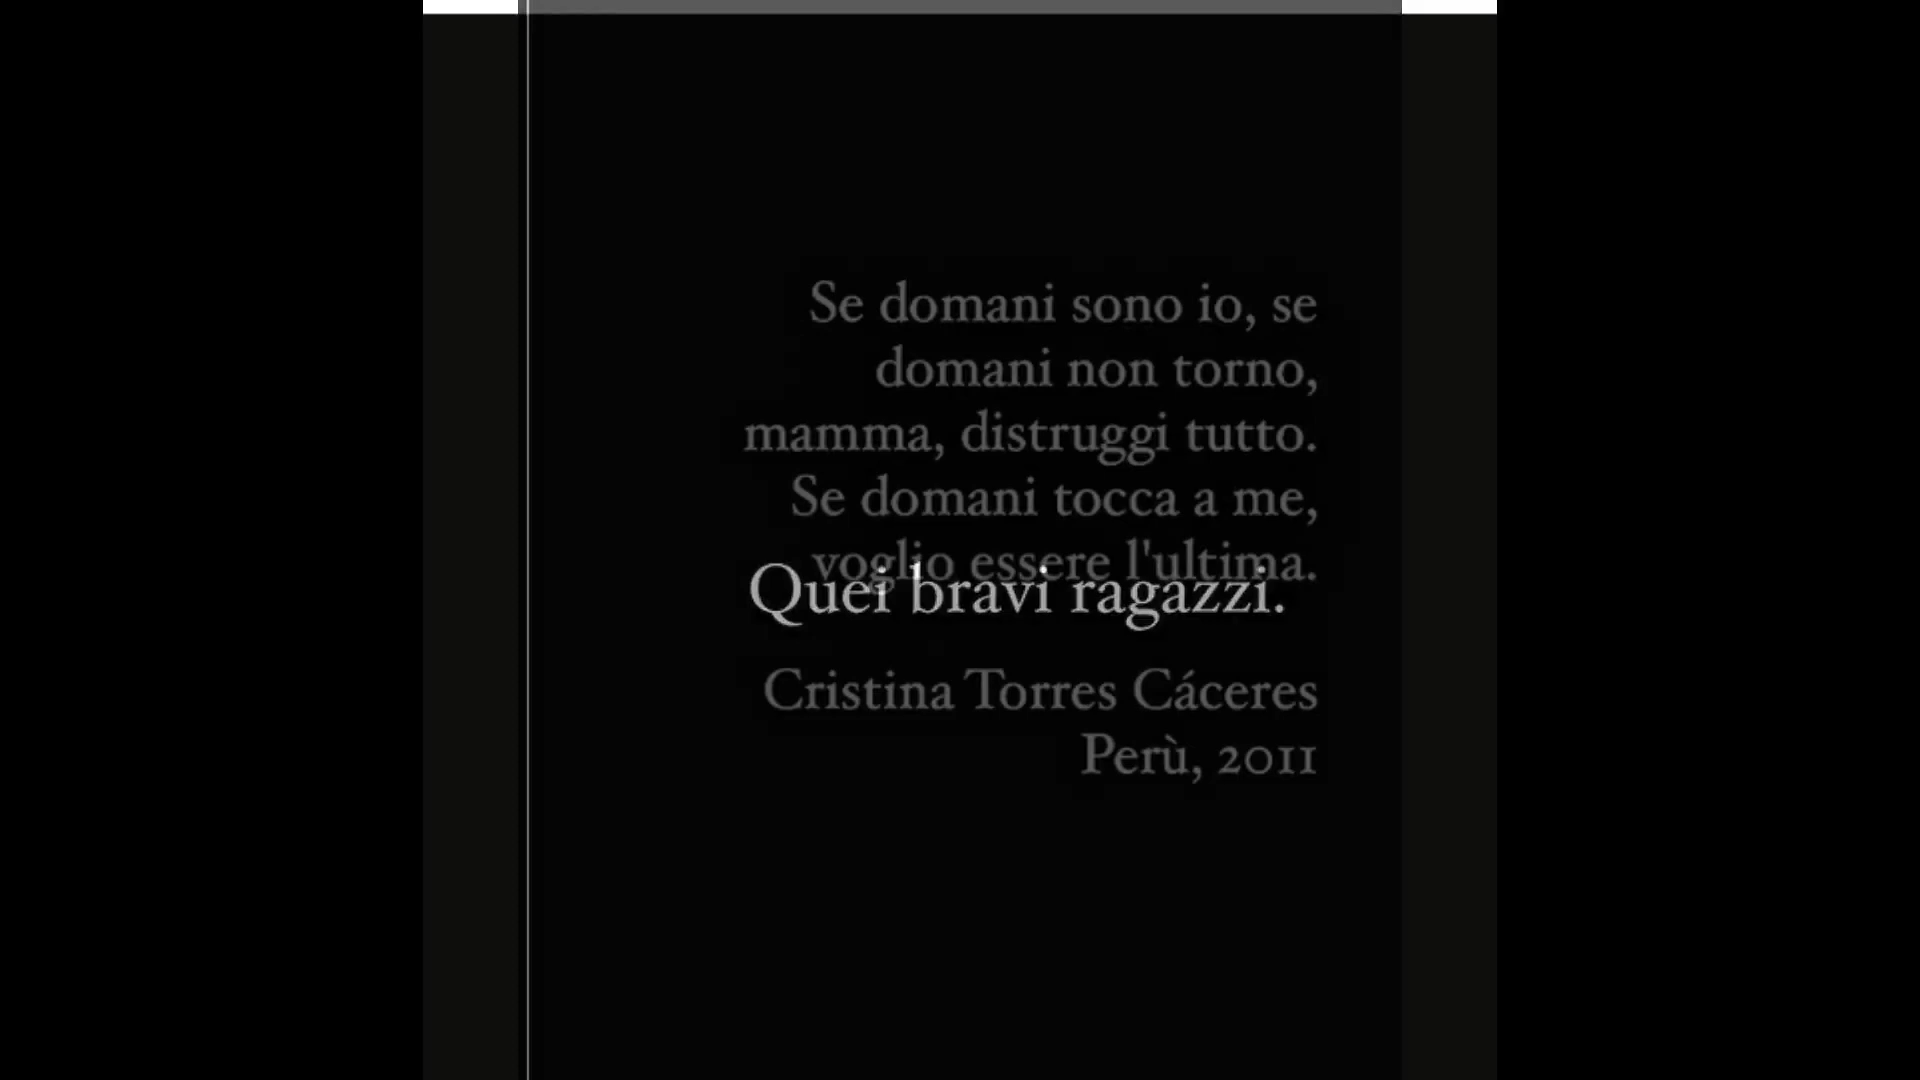 Se domani sono io, se
domani non torno,
mamma, distruggi tutto.
Se domani tocca a me,
voglio essere l'ultima.
Quei bravi ragazzi.
Cristina Torres Cáceres
Perù, 2011